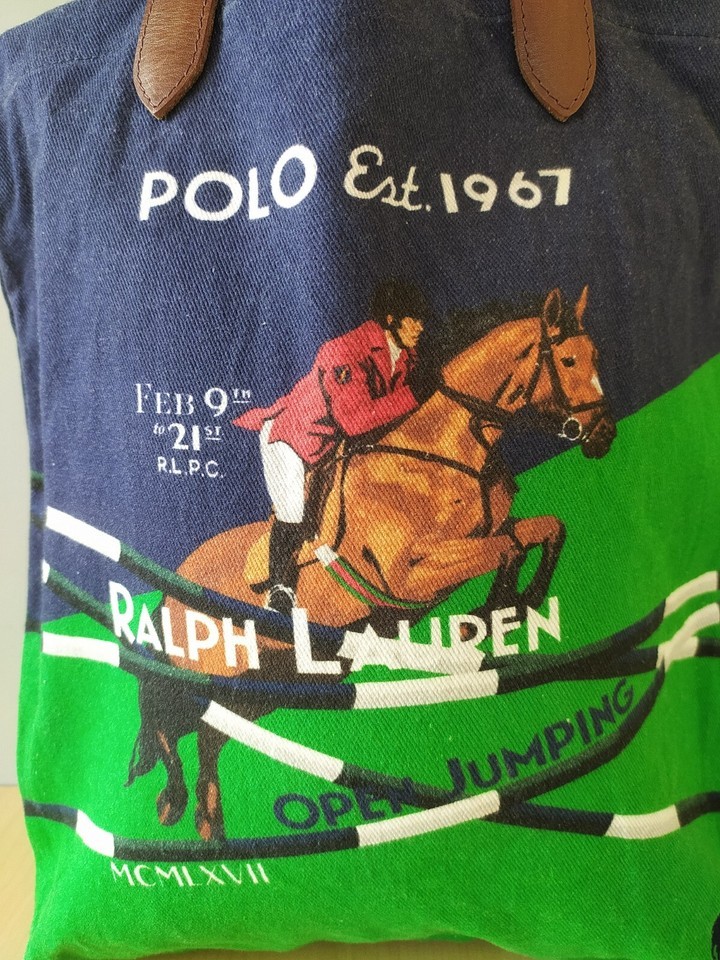 POLO Est. 1967
FEB 9TH
to 21ST
R.L.P.C.
RALPH LAUREN
OPEN JUMPING
MCMLXVII